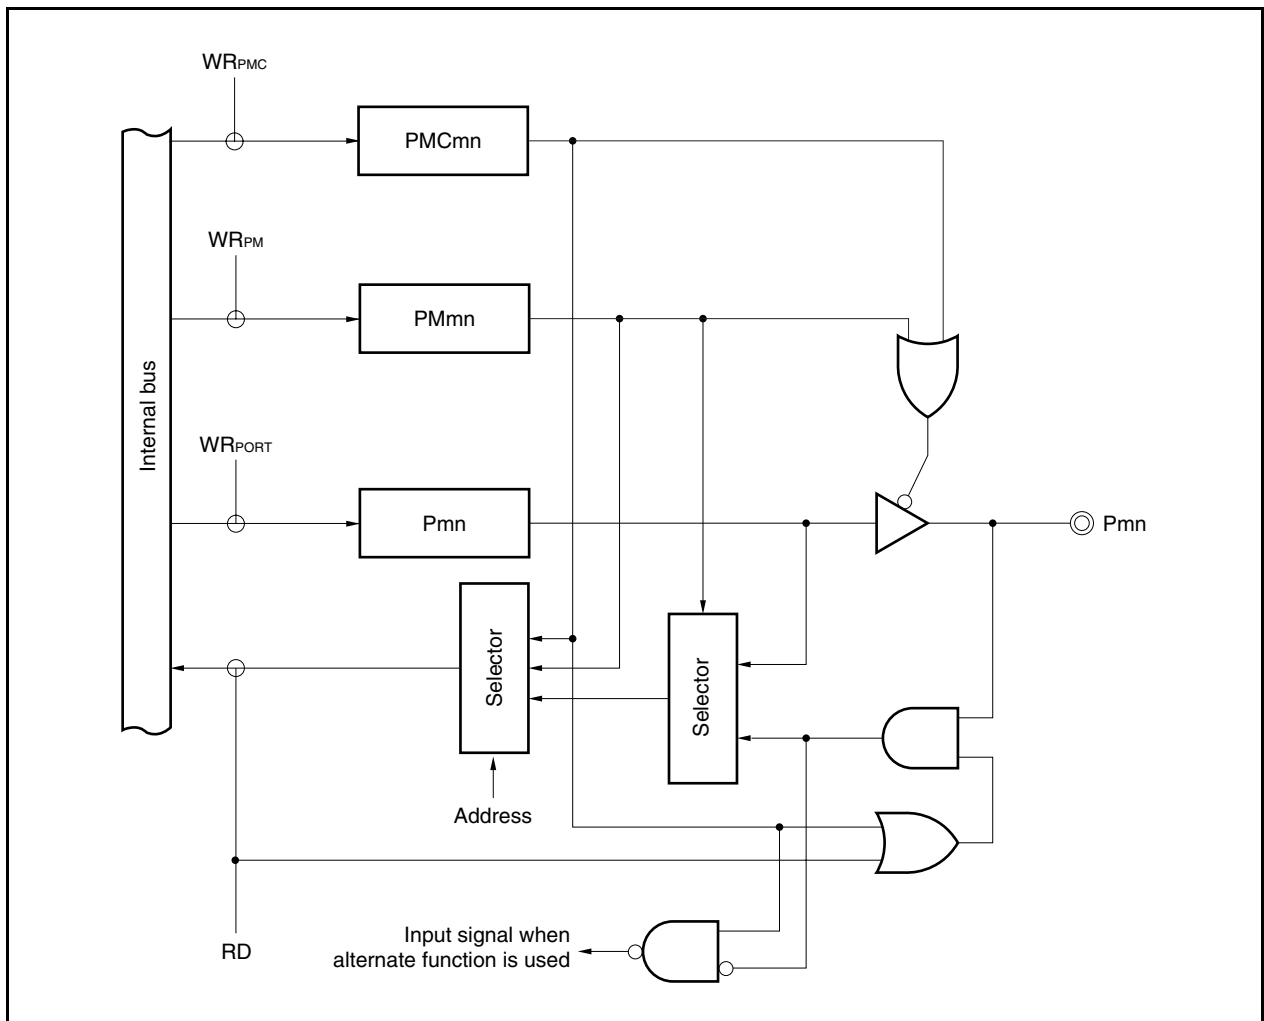 WRPMC
PMCmn
WRPM
PMmn
Internal bus
WRPORT
Pmn
Pmn
Selector
Selector
Address
Input signal when
alternate function is used
RD